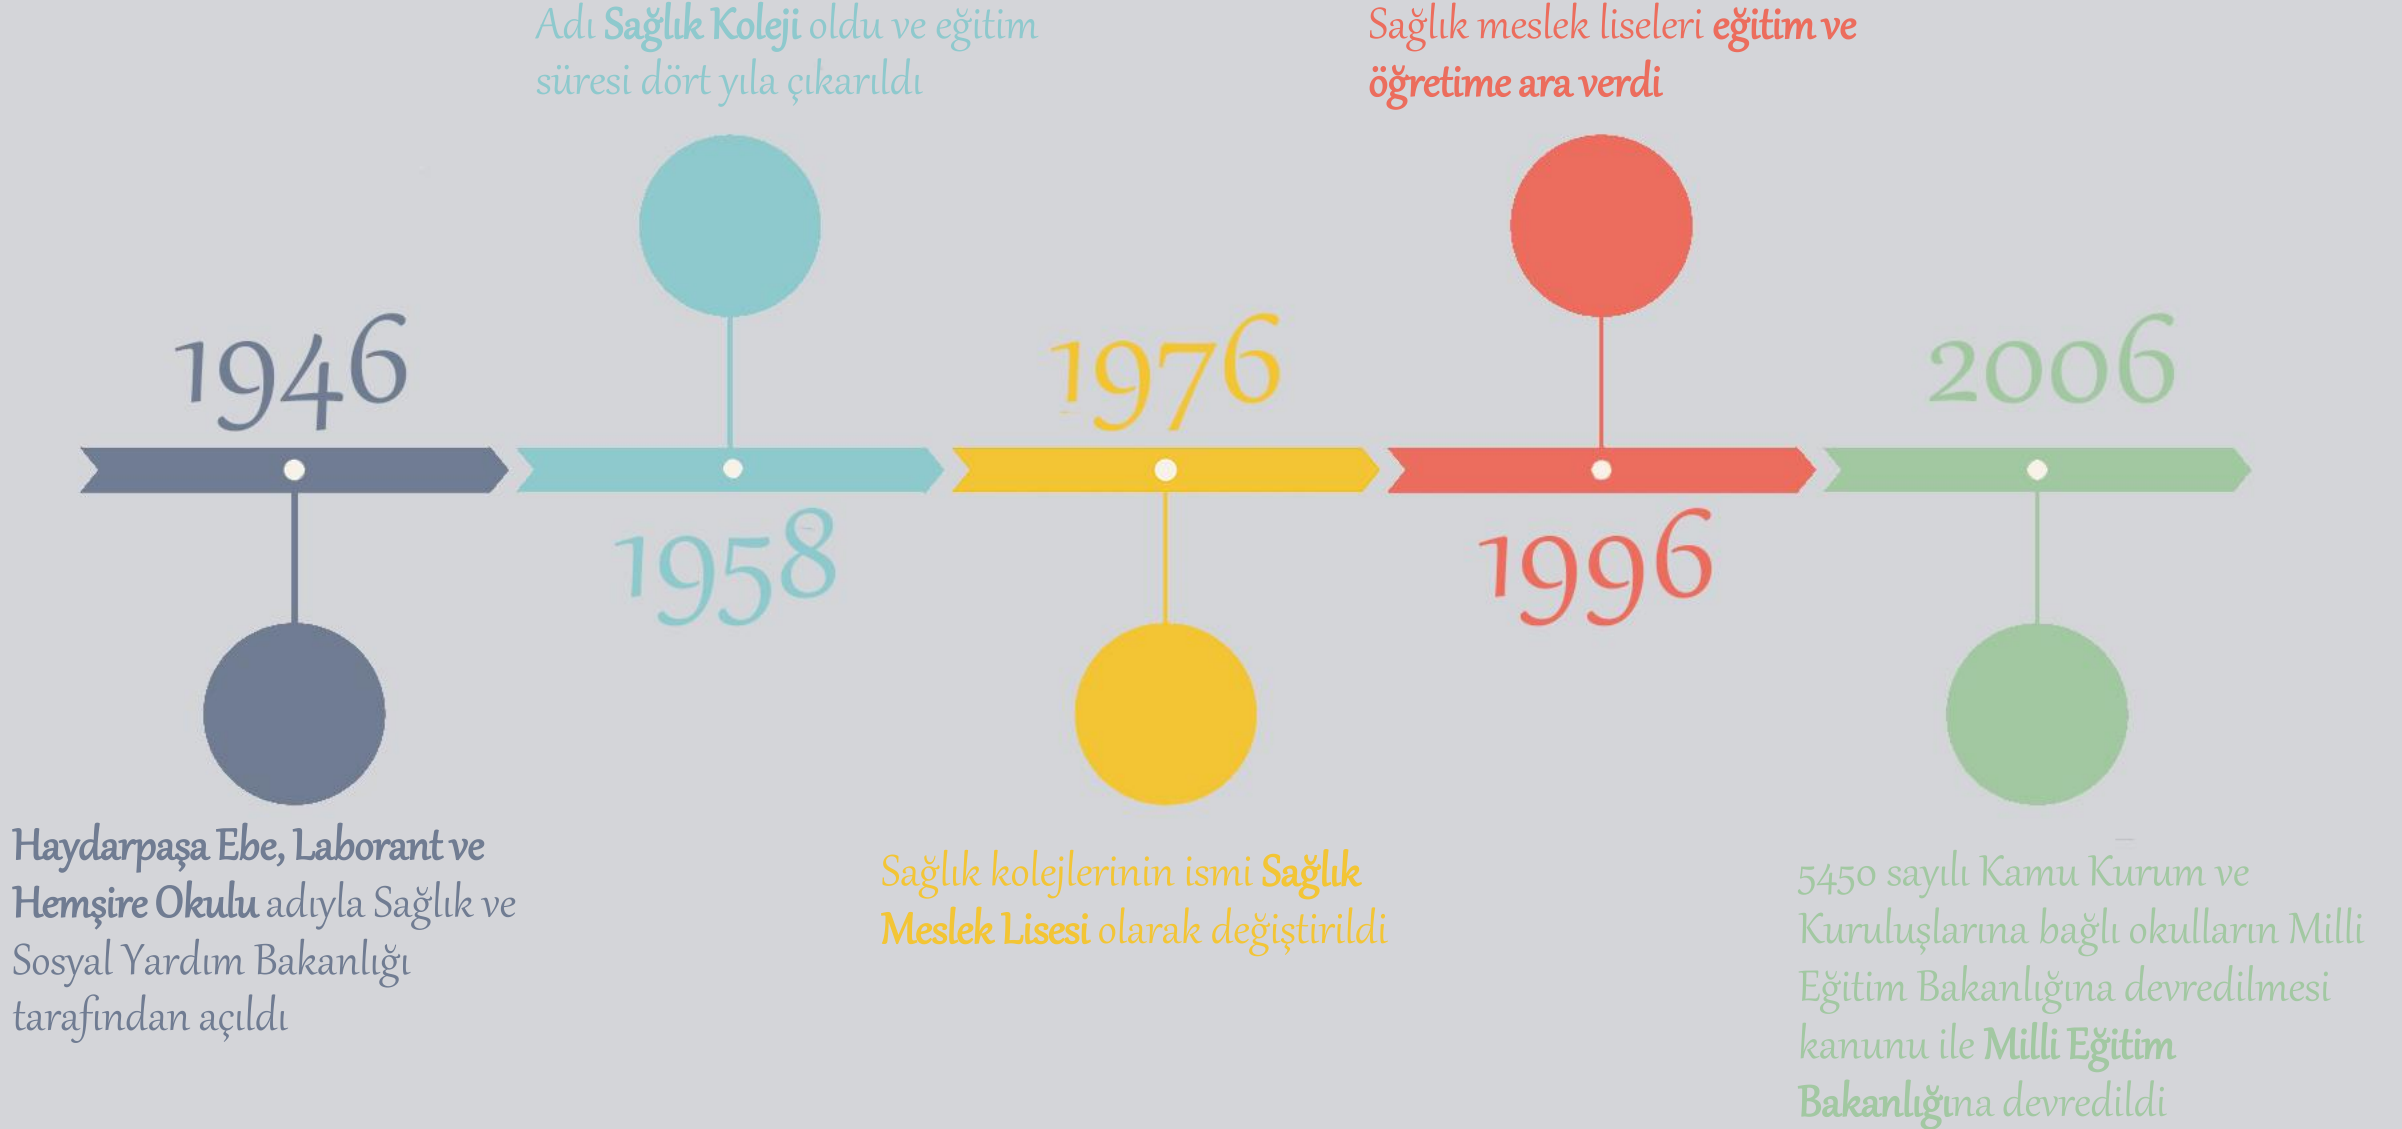 1946
Haydarpaşa Ebe, Laborant ve
Hemşire Okulu adıyla Sağlık ve
Sosyal Yardım Bakanlığı
tarafından açıldı
Adı Sağlık Koleji oldu ve eğitim
süresi dört yıla çıkarıldı
1958
1976
Sağlık kolejlerinin ismi Sağlık
Meslek Lisesi olarak değiştirildi
Sağlık meslek liseleri eğitim ve
öğretime ara verdi
1996
2006
5450 sayılı Kamu Kurum ve
Kuruluşlarına bağlı okulların Milli
Eğitim Bakanlığına devredilmesi
kanunu ile Milli Eğitim
Bakanlığına devredildi